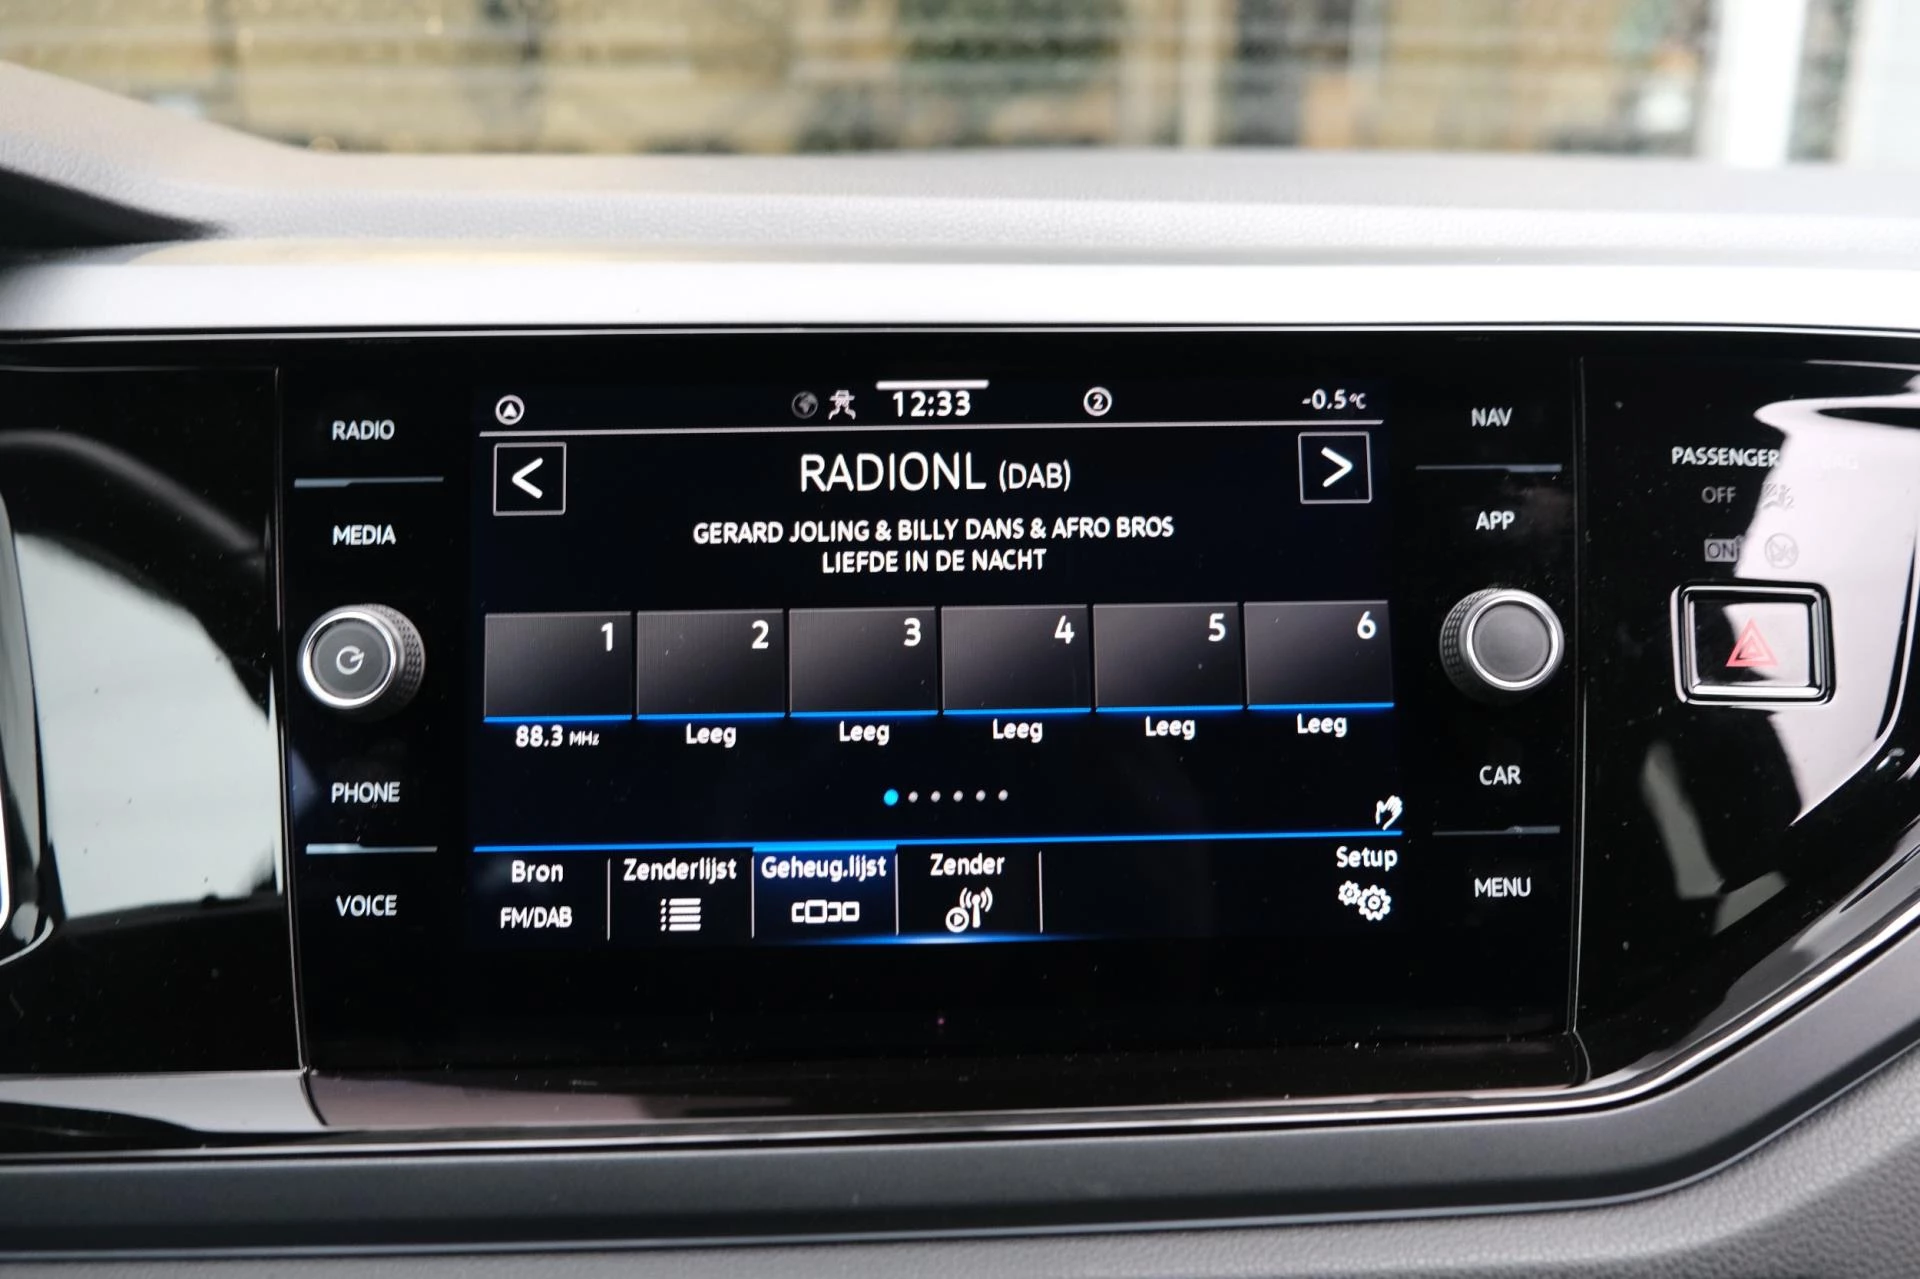 12:33
2
-0.5°C
RADIO
MEDIA
PHONE
VOICE
<
RADIONL (DAB)
>
GERARD JOLING & BILLY DANS & AFRO BROS
LIEFDE IN DE NACHT
1 2 3 4 5 6
88.3 MHz Leeg Leeg Leeg Leeg Leeg
Bron Zenderlijst Geheug.lijst Zender Setup
FM/DAB
NAV
APP
CAR
MENU
PASSENGER
OFF
ON